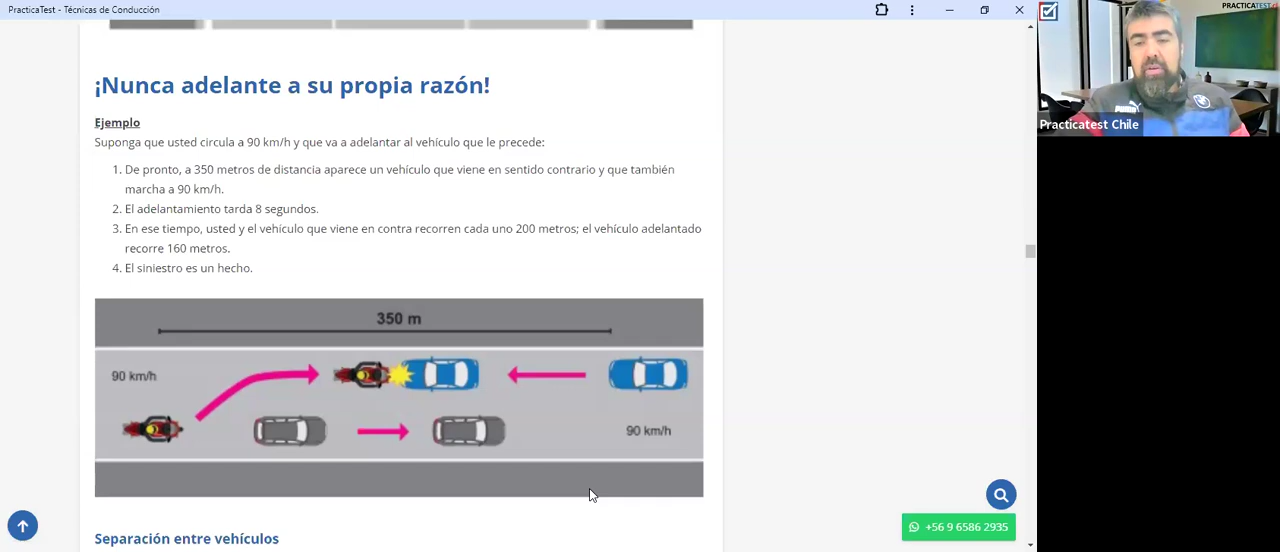 PracticaTest - Técnicas de Conducción
PRACTICATEST
¡Nunca adelante a su propia razón!
Ejemplo
Suponga que usted circula a 90 km/h y que va a adelantar al vehículo que le precede:
1. De pronto, a 350 metros de distancia aparece un vehículo que viene en sentido contrario y que también
marcha a 90 km/h.
2. El adelantamiento tarda 8 segundos.
3. En ese tiempo, usted y el vehículo que viene en contra recorren cada uno 200 metros; el vehículo adelantado
recorre 160 metros.
4. El siniestro es un hecho.
350 m
90 km/h
90 km/h
Separación entre vehículos
+56 9 6586 2935
PUMA
Practicatest Chile